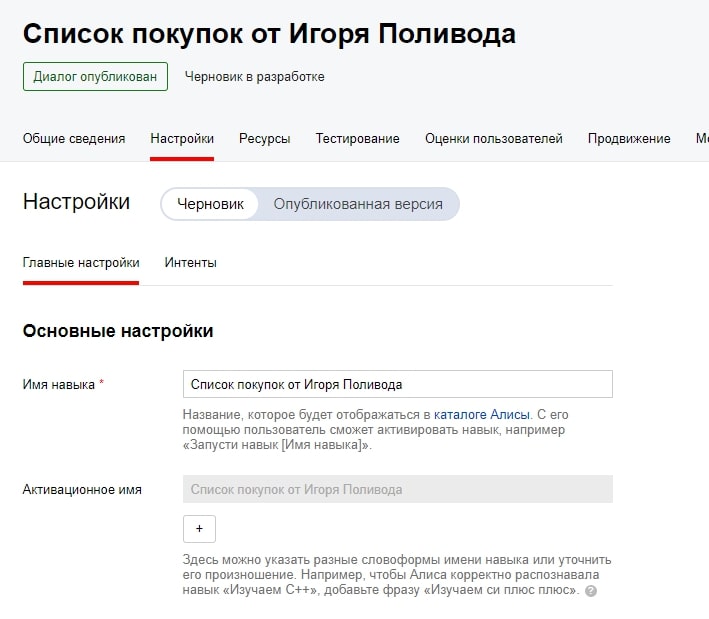 Список покупок от Игоря Поливода
Диалог опубликован Черновик в разработке
Общие сведения Настройки Ресурсы Тестирование Оценки пользователей Продвижение
Настройки Черновик Опубликованная версия
Главные настройки Интенты
Основные настройки
Имя навыка * Список покупок от Игоря Поливода
Название, которое будет отображаться в каталоге Алисы. С его
помощью пользователь сможет активировать навык, например
«Запусти навык [Имя навыка]».
Активационное имя Список покупок от Игоря Поливода
+
Здесь можно указать разные словоформы имени навыка или уточнить
его произношение. Например, чтобы Алиса корректно распознавала
навык «Изучаем C++», добавьте фразу «Изучаем си плюс плюс». ?